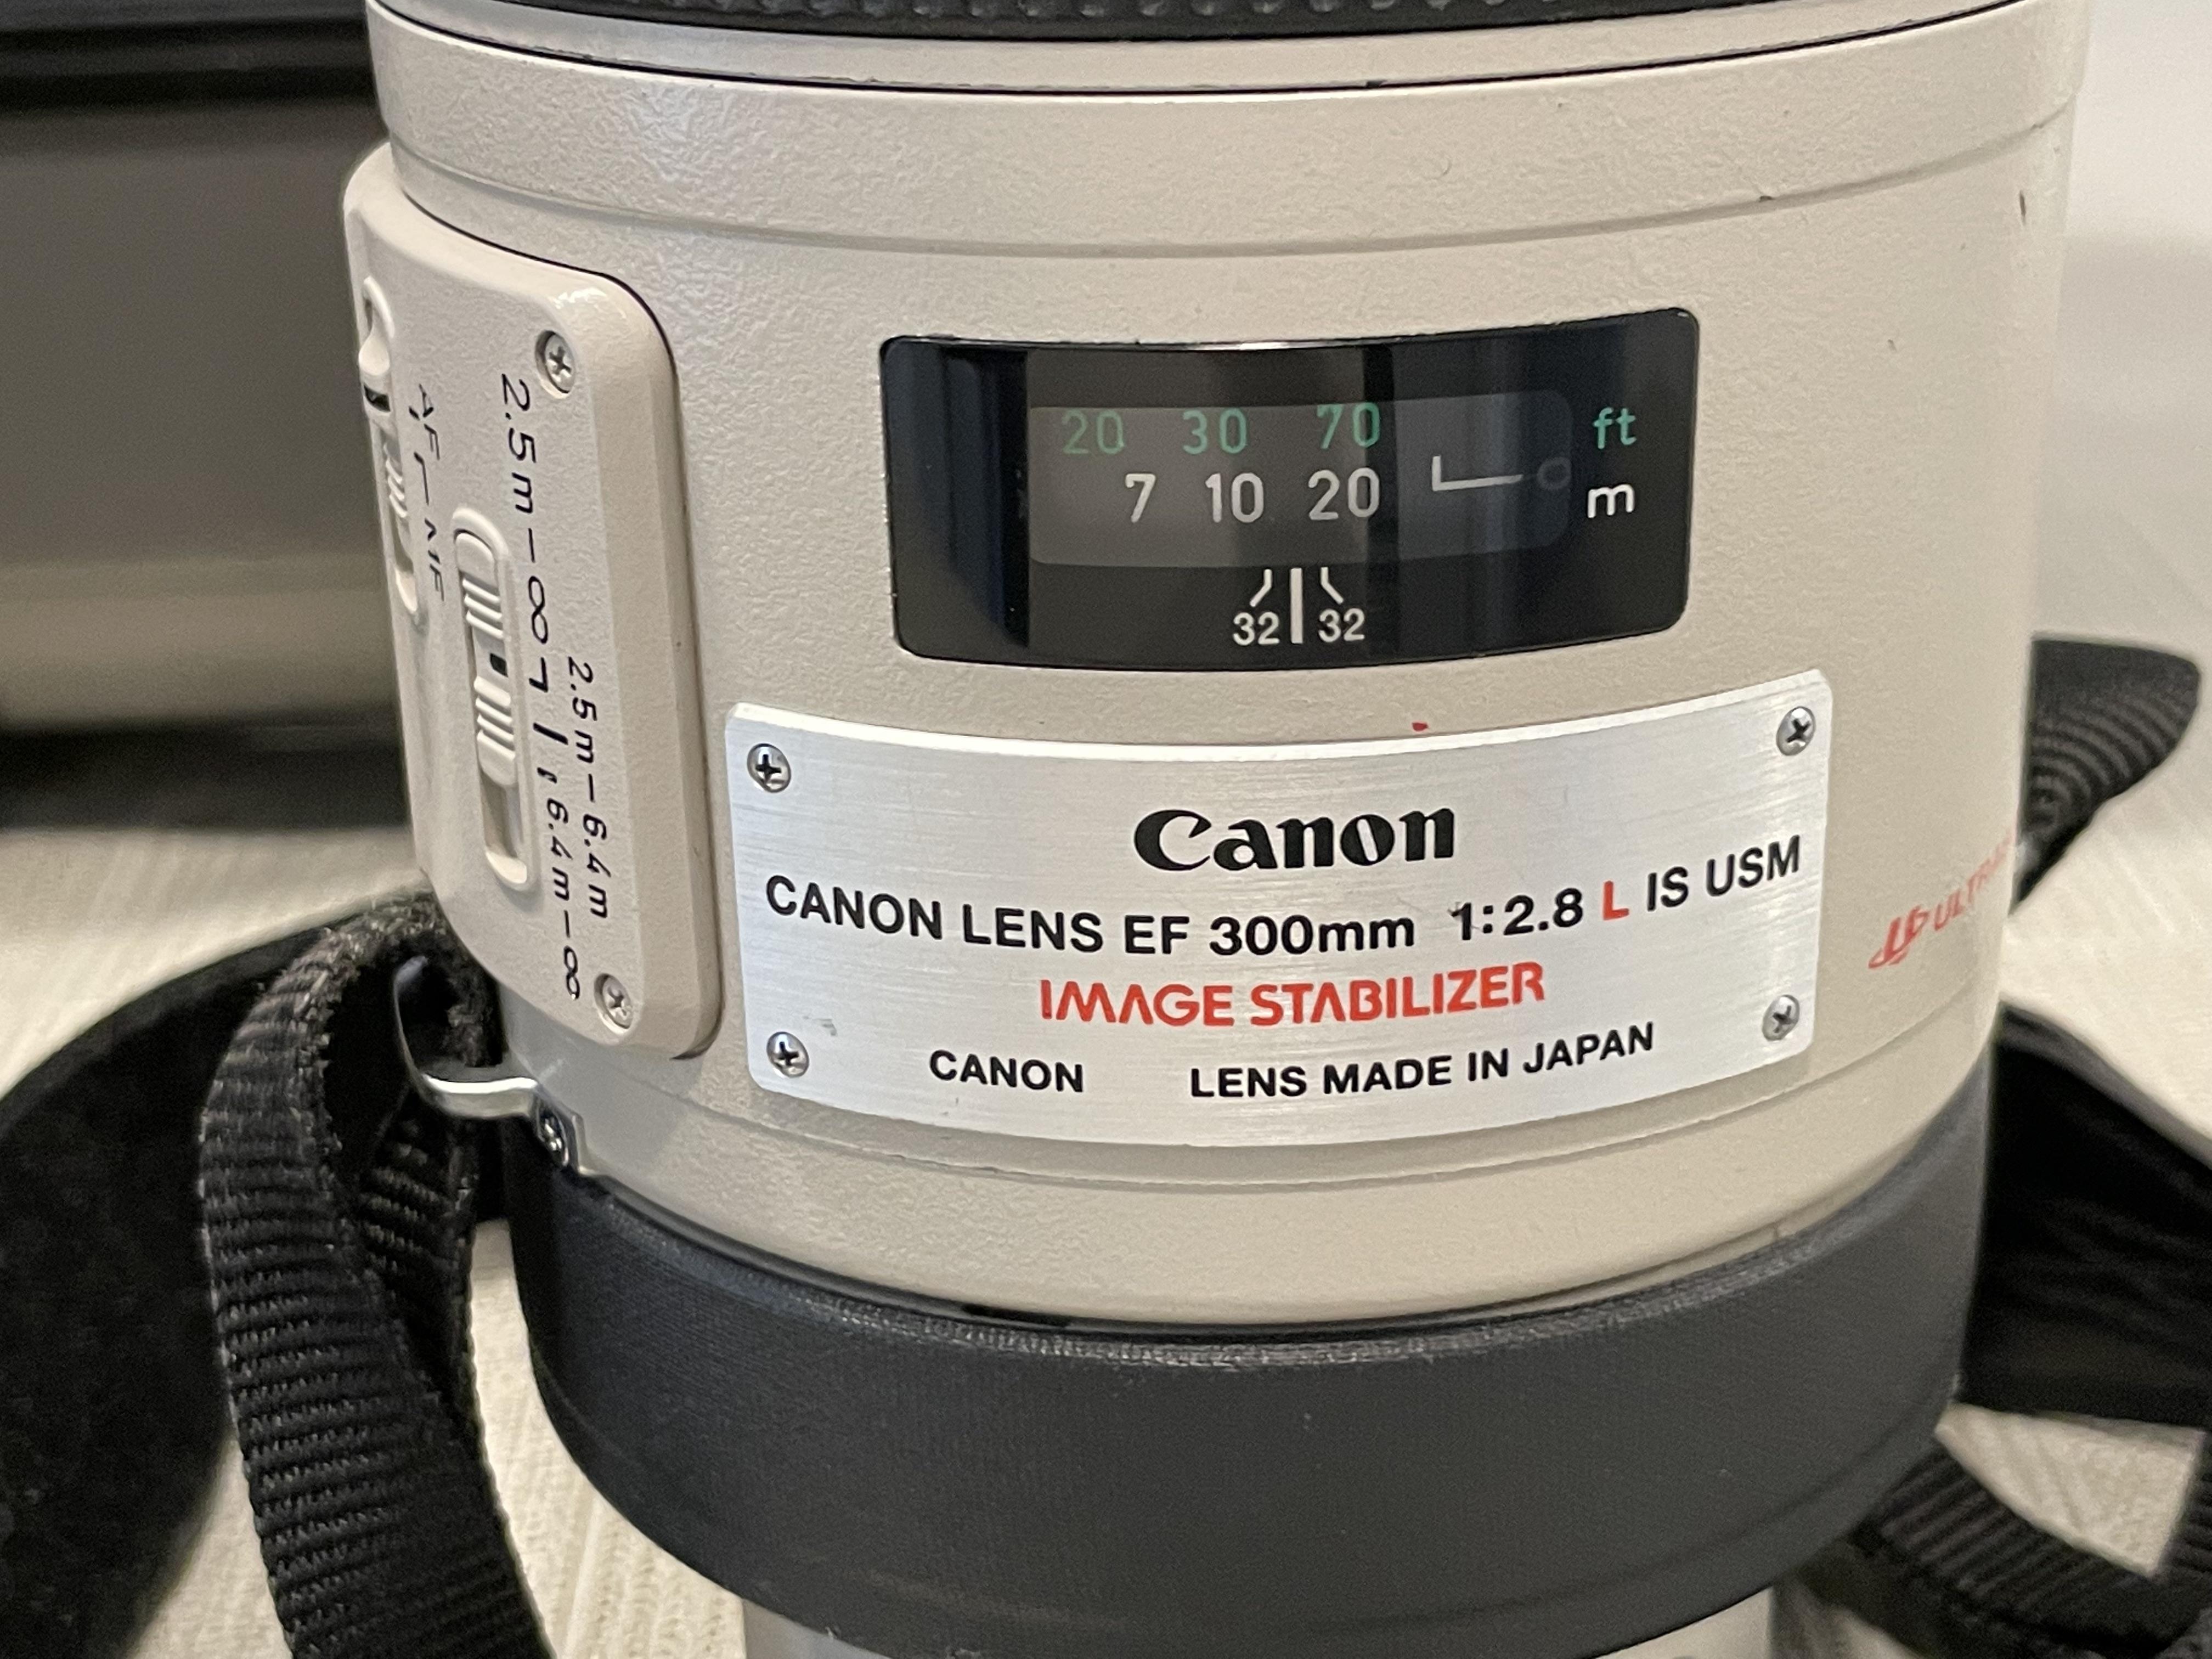 20 30 70 ft
7 10 20 m
32 32
Canon
CANON LENS EF 300mm 1:2.8 L IS USM
IMAGE STABILIZER
CANON LENS MADE IN JAPAN
AF MF
2.5m-∞
2.5m-6.4m
6.4m-∞